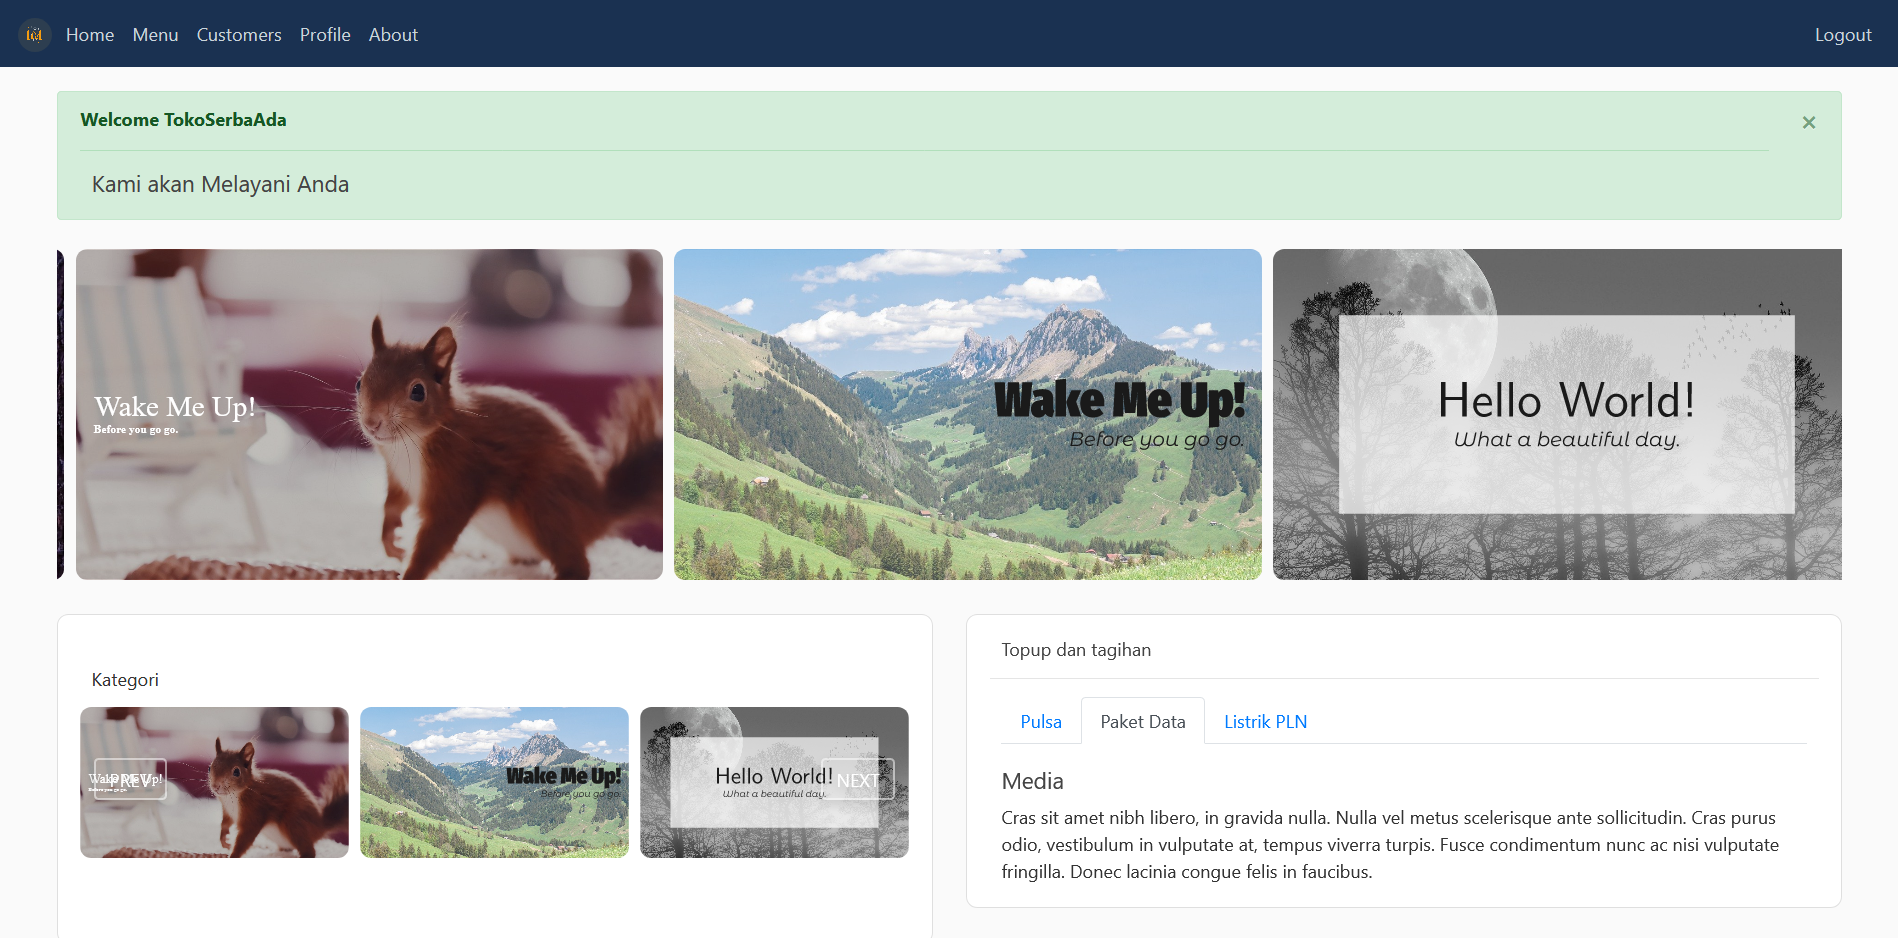 Home Menu Customers Profile About Logout
Welcome TokoSerbaAda ×
Kami akan Melayani Anda
Wake Me Up!
Before you go go.
Wake Me Up!
Before you go go.
Hello World!
What a beautiful day.
Kategori
Wake Me Up!
Before you go go.
PREV
Wake Me Up!
Before you go go.
Hello World!
What a beautiful day.
NEXT
Topup dan tagihan
Pulsa Paket Data Listrik PLN
Media
Cras sit amet nibh libero, in gravida nulla. Nulla vel metus scelerisque ante sollicitudin. Cras purus
odio, vestibulum in vulputate at, tempus viverra turpis. Fusce condimentum nunc ac nisi vulputate
fringilla. Donec lacinia congue felis in faucibus.